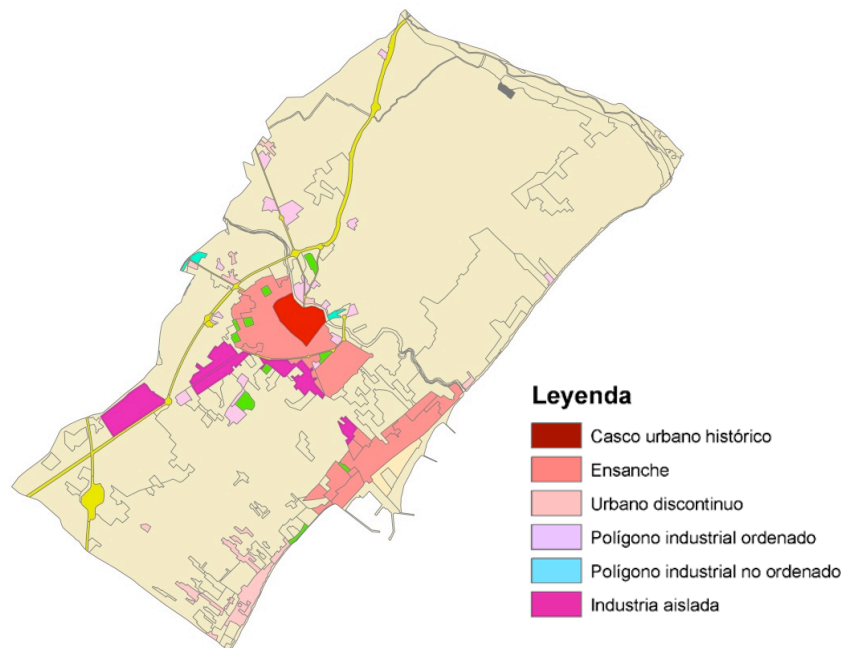 Leyenda
Casco urbano histórico
Ensanche
Urbano discontinuo
Polígono industrial ordenado
Polígono industrial no ordenado
Industria aislada